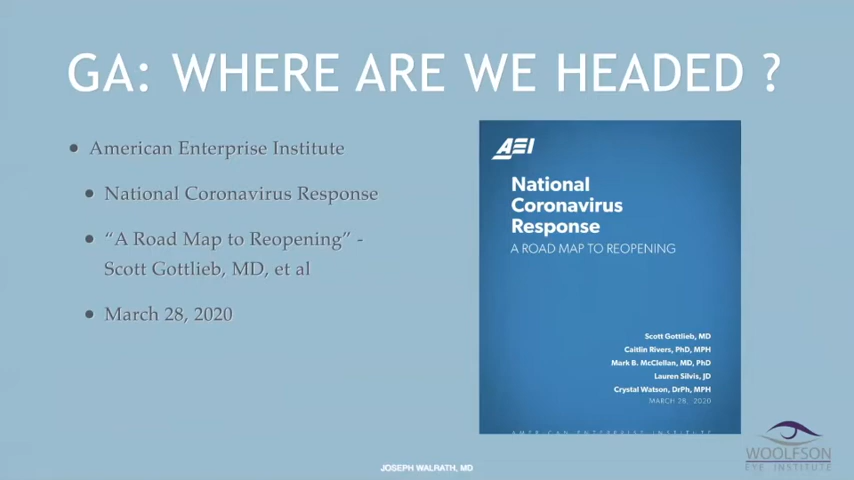 GA: WHERE ARE WE HEADED ?
• American Enterprise Institute
• National Coronavirus Response
• “A Road Map to Reopening” -
Scott Gottlieb, MD, et al
• March 28, 2020
AEI
National
Coronavirus
Response
A ROAD MAP TO REOPENING
Scott Gottlieb, MD
Caitlin Rivers, PhD, MPH
Mark B. McClellan, MD, PhD
Lauren Silvis, JD
Crystal Watson, DrPh, MPH
MARCH 28, 2020
AMERICAN ENTERPRISE INSTITUTE
JOSEPH WALRATH, MD
WOOLFSON
EYE INSTITUTE